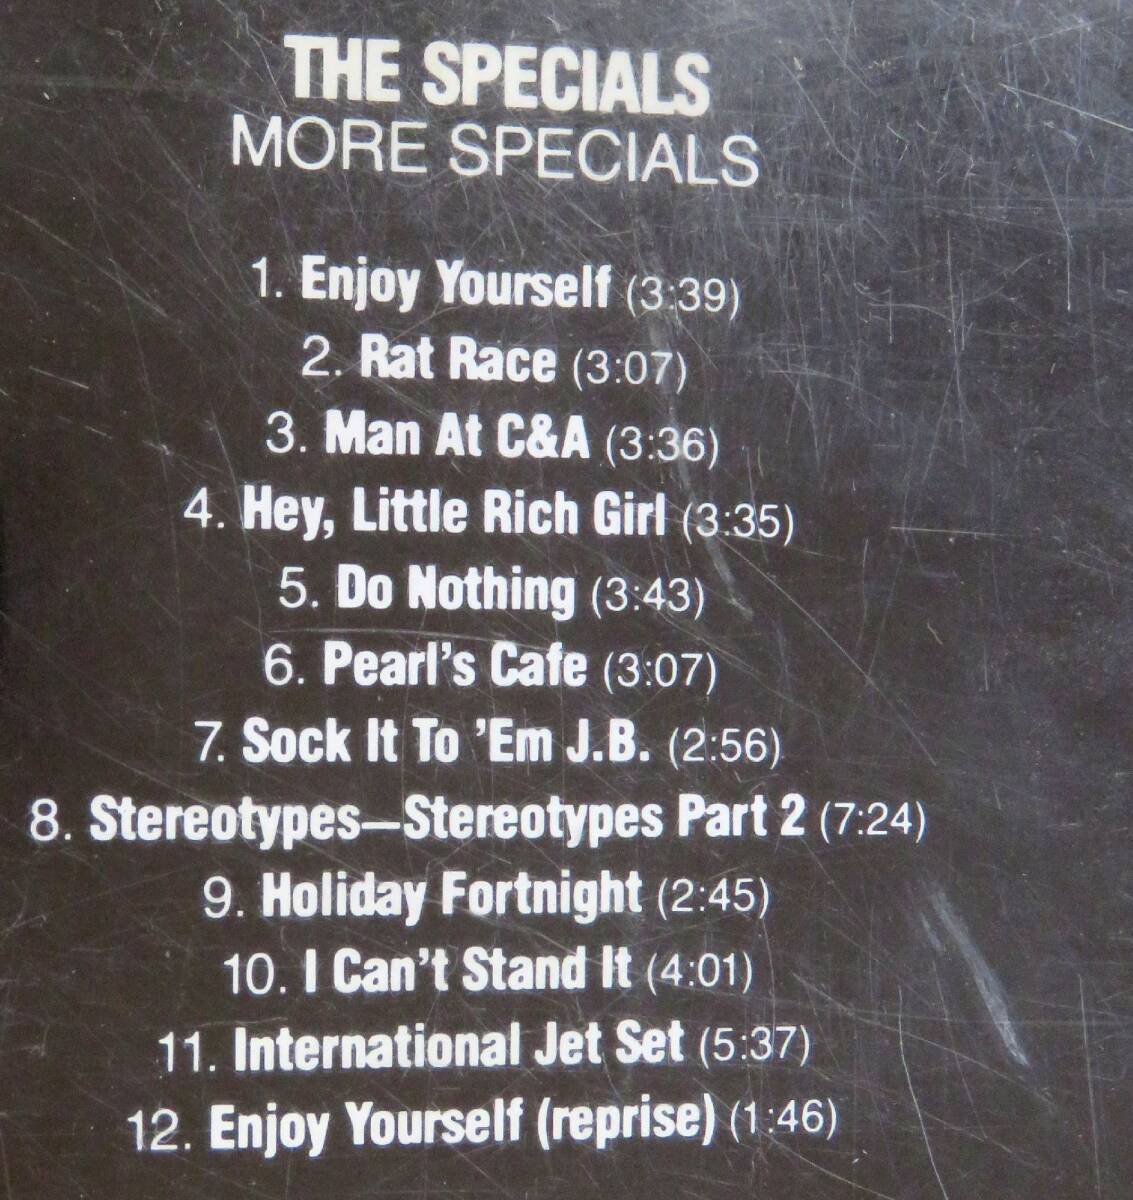 THE SPECIALS
MORE SPECIALS
1. Enjoy Yourself (3:39)
2. Rat Race (3:07)
3. Man At C&A (3:36)
4. Hey, Little Rich Girl (3:35)
5. Do Nothing (3:43)
6. Pearl's Cafe (3:07)
7. Sock It To 'Em J.B. (2:56)
8. Stereotypes—Stereotypes Part 2 (7:24)
9. Holiday Fortnight (2:45)
10. I Can't Stand It (4:01)
11. International Jet Set (5:37)
12. Enjoy Yourself (reprise) (1:46)